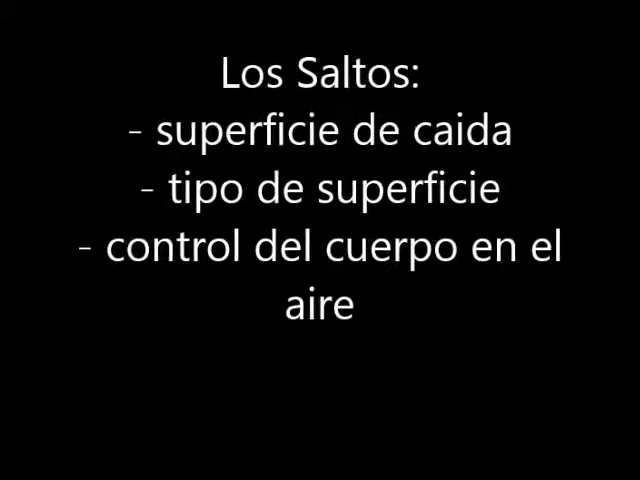 Los Saltos:
- superficie de caida
- tipo de superficie
- control del cuerpo en el
aire